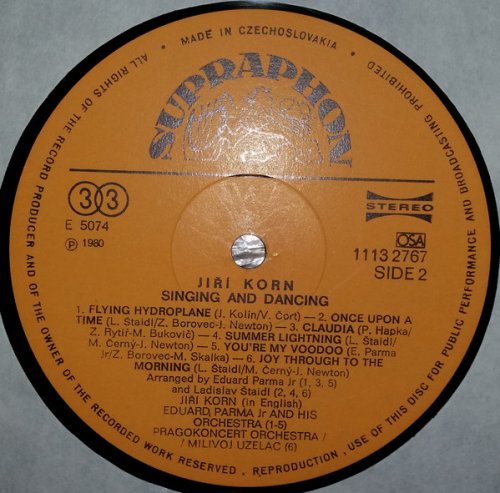 • MADE IN CZECHOSLOVAKIA •
ALL RIGHTS OF THE RECORD PRODUCER AND OF THE OWNER OF THE RECORDED WORK RESERVED . REPRODUCTION , USE OF THIS DISC FOR PUBLIC PERFORMANCE AND BROADCASTING PROHIBITED
SUPRAPHON
33
STEREO
E 5074
Ⓟ 1980
OSA
1113 2767
SIDE 2
JIŘÍ KORN
SINGING AND DANCING
1. FLYING HYDROPLANE (J. Kolín/V. Čort) — 2. ONCE UPON A
TIME (L. Štaidl/Z. Borovec-J. Newton) — 3. CLAUDIA (P. Hapka/
Z. Rytíř-M. Bukovič) — 4. SUMMER LIGHTNING (L. Štaidl/
M. Černý-J. Newton) — 5. YOU'RE MY VOODOO (E. Parma
Jr/Z. Borovec-M. Skalka) — 6. JOY THROUGH TO THE
MORNING (L. Štaidl/M. Černý-J. Newton)
Arranged by Eduard Parma Jr (1, 3, 5)
and Ladislav Štaidl (2, 4, 6)
JIŘÍ KORN (in English)
EDUARD, PARMA Jr AND HIS
ORCHESTRA (1-5)
PRAGOKONCERT ORCHESTRA /
/ MILIVOJ UZELAC (6)